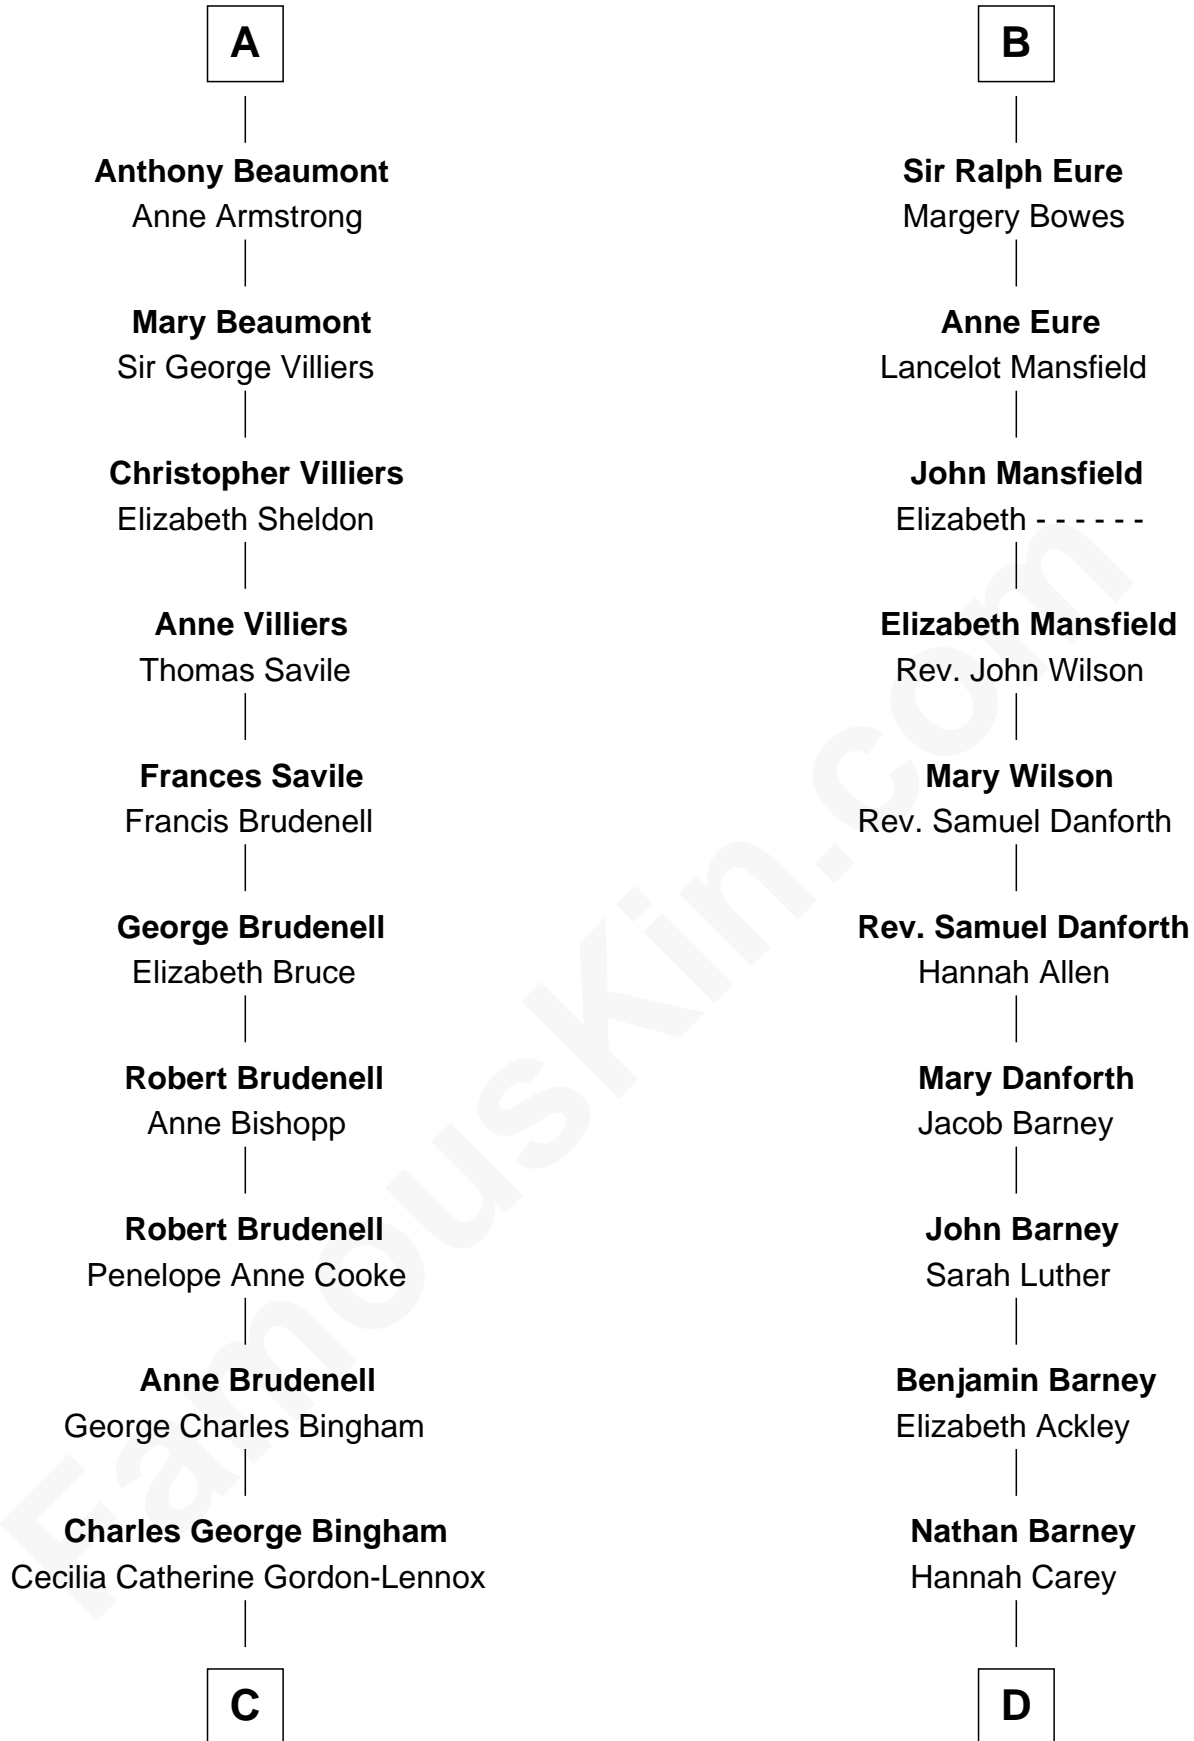 A
Anthony Beaumont
Anne Armstrong
Mary Beaumont
Sir George Villiers
Christopher Villiers
Elizabeth Sheldon
Anne Villiers
Thomas Savile
Frances Savile
Francis Brudenell
George Brudenell
Elizabeth Bruce
Robert Brudenell
Anne Bishopp
Robert Brudenell
Penelope Anne Cooke
Anne Brudenell
George Charles Bingham
Charles George Bingham
Cecilia Catherine Gordon-Lennox
C
B
Sir Ralph Eure
Margery Bowes
Anne Eure
Lancelot Mansfield
John Mansfield
Elizabeth - - - - - -
Elizabeth Mansfield
Rev. John Wilson
Mary Wilson
Rev. Samuel Danforth
Rev. Samuel Danforth
Hannah Allen
Mary Danforth
Jacob Barney
John Barney
Sarah Luther
Benjamin Barney
Elizabeth Ackley
Nathan Barney
Hannah Carey
D
FamousKin.com